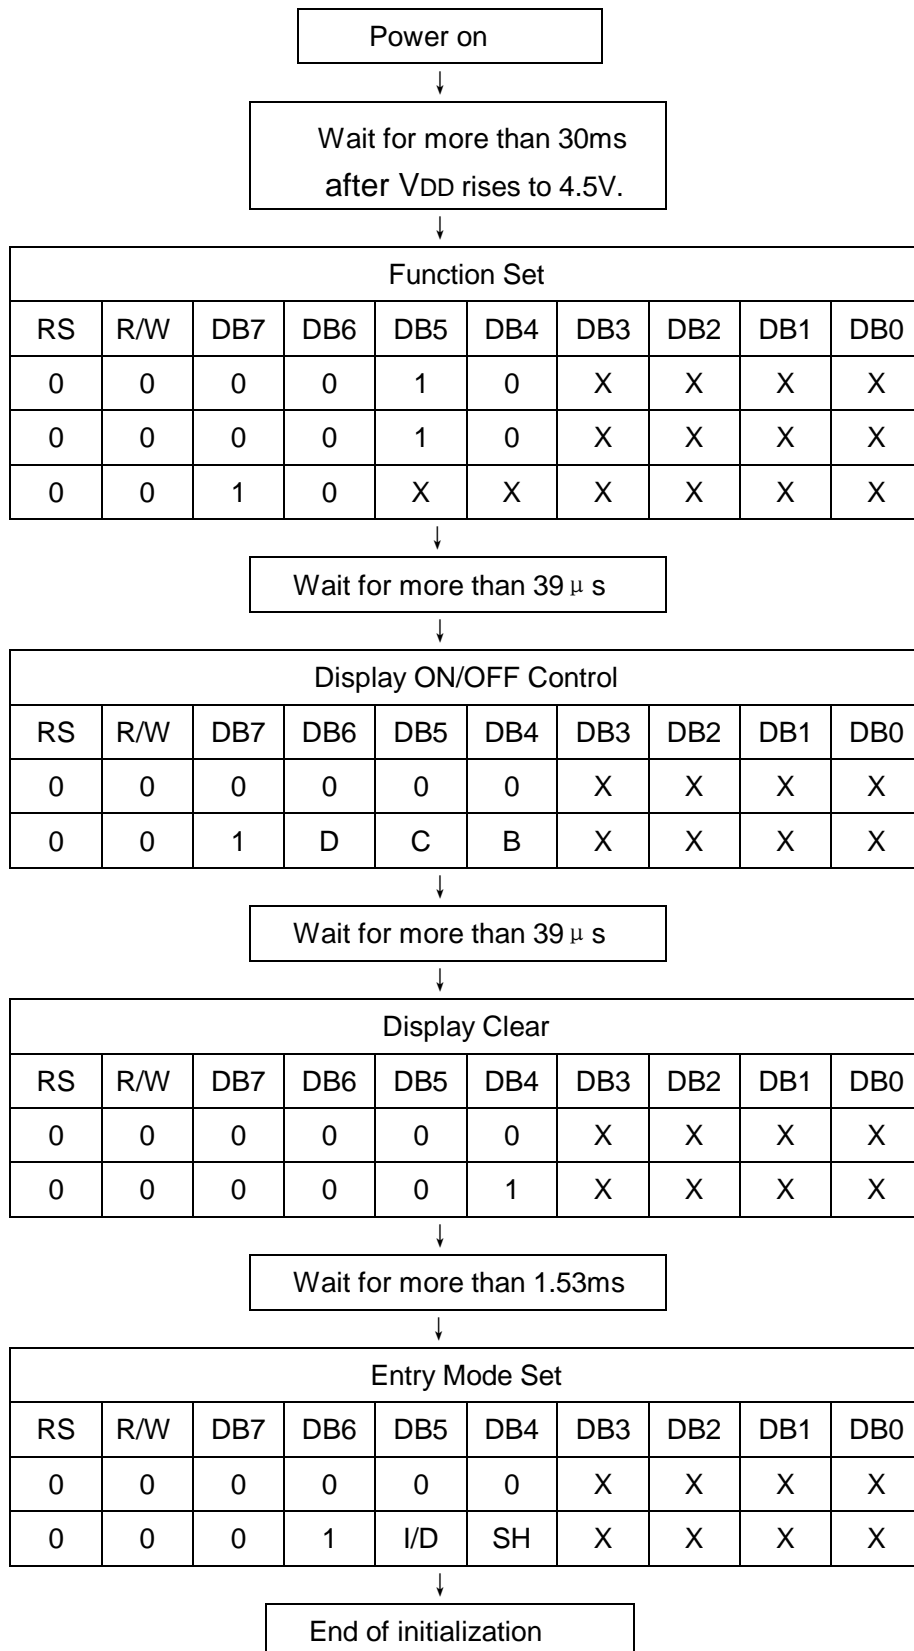 Power on
Wait for more than 30ms
after VDD rises to 4.5V.
Function Set
RS R/W DB7 DB6 DB5 DB4 DB3 DB2 DB1 DB0
0 0 0 0 1 0 X X X X
0 0 0 0 1 0 X X X X
0 0 1 0 X X X X X X
Wait for more than 39 μ s
Display ON/OFF Control
RS R/W DB7 DB6 DB5 DB4 DB3 DB2 DB1 DB0
0 0 0 0 0 0 X X X X
0 0 1 D C B X X X X
Wait for more than 39 μ s
Display Clear
RS R/W DB7 DB6 DB5 DB4 DB3 DB2 DB1 DB0
0 0 0 0 0 0 X X X X
0 0 0 0 0 1 X X X X
Wait for more than 1.53ms
Entry Mode Set
RS R/W DB7 DB6 DB5 DB4 DB3 DB2 DB1 DB0
0 0 0 0 0 0 X X X X
0 0 0 1 I/D SH X X X X
End of initialization